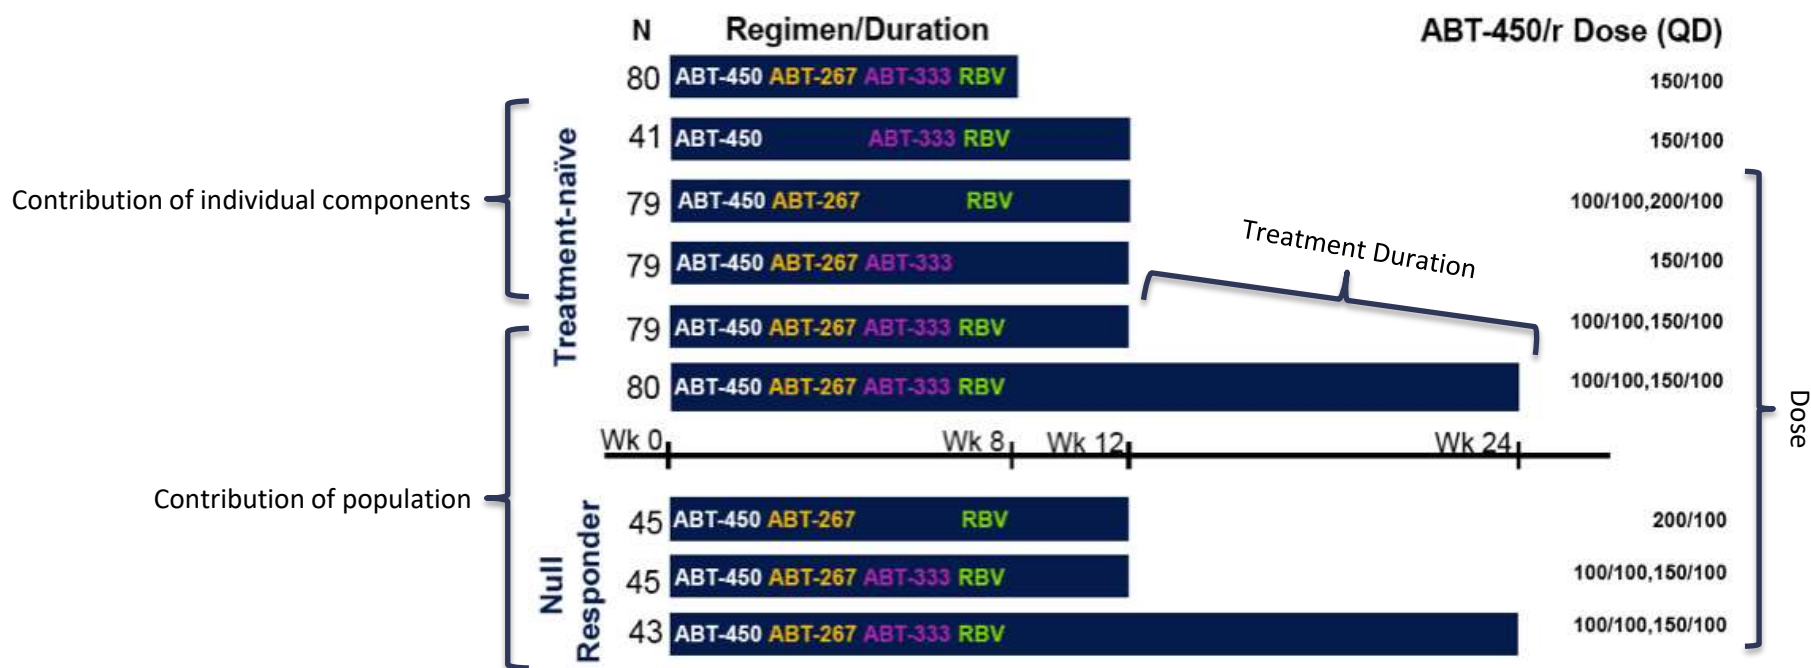 N Regimen/Duration ABT-450/r Dose (QD)
80 ABT-450 ABT-267 ABT-333 RBV 150/100
41 ABT-450 ABT-333 RBV 150/100
Contribution of individual components
Treatment-naïve
79 ABT-450 ABT-267 RBV 100/100,200/100
Treatment Duration
79 ABT-450 ABT-267 ABT-333 150/100
79 ABT-450 ABT-267 ABT-333 RBV 100/100,150/100
80 ABT-450 ABT-267 ABT-333 RBV 100/100,150/100
Dose
Wk 0 Wk 8 Wk 12 Wk 24
Contribution of population
Null
Responder
45 ABT-450 ABT-267 RBV 200/100
45 ABT-450 ABT-267 ABT-333 RBV 100/100,150/100
43 ABT-450 ABT-267 ABT-333 RBV 100/100,150/100